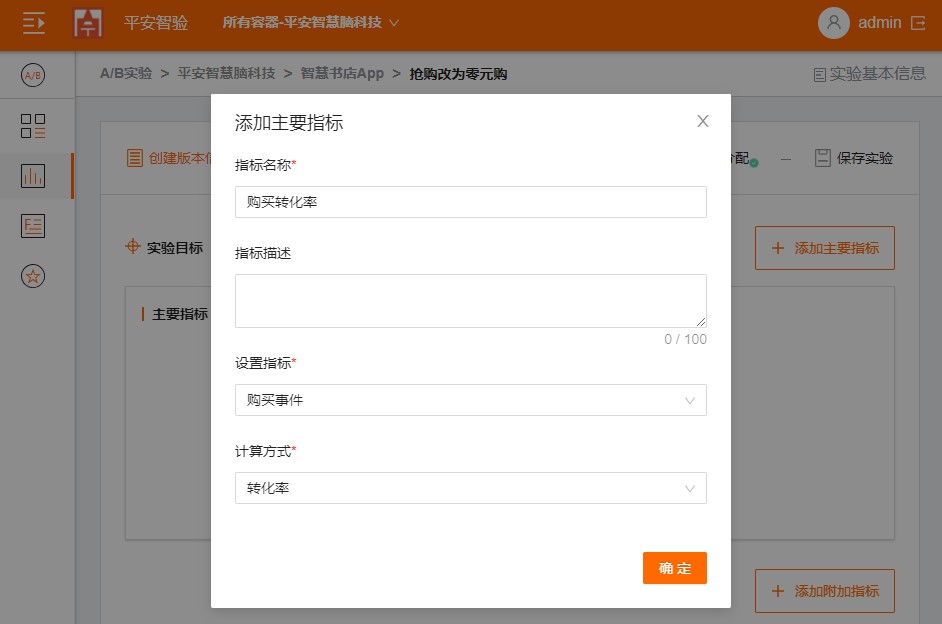 平安智验
所有容器-平安智慧脑科技
admin
A/B
A/B实验 > 平安智慧脑科技 > 智慧书店App > 抢购改为零元购
实验基本信息
添加主要指标
创建版本
配
保存实验
指标名称*
购买转化率
实验目标
指标描述
添加主要指标
主要指标
0 / 100
设置指标*
购买事件
计算方式*
转化率
确 定
添加附加指标